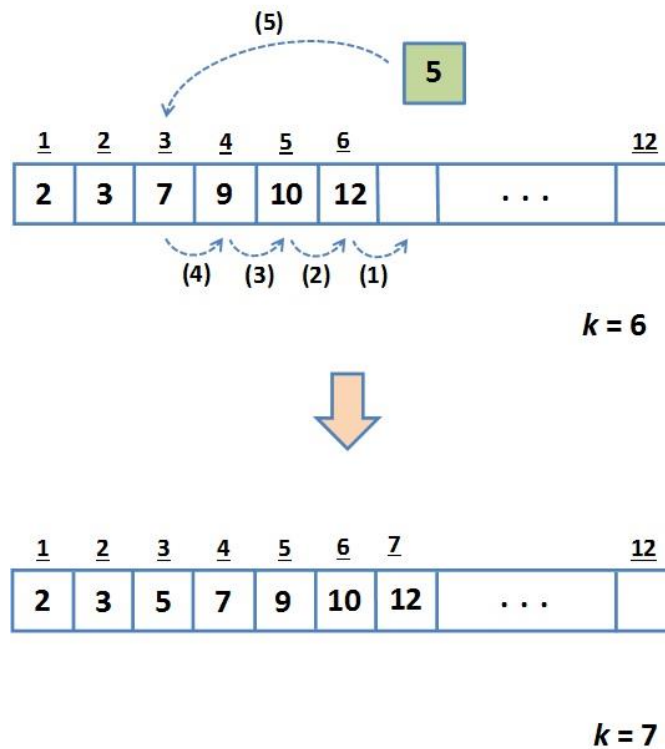 (5)
5
1 2 3 4 5 6 12
2 3 7 9 10 12 . . .
(4) (3) (2) (1)
k = 6
1 2 3 4 5 6 7 12
2 3 5 7 9 10 12 . . .
k = 7